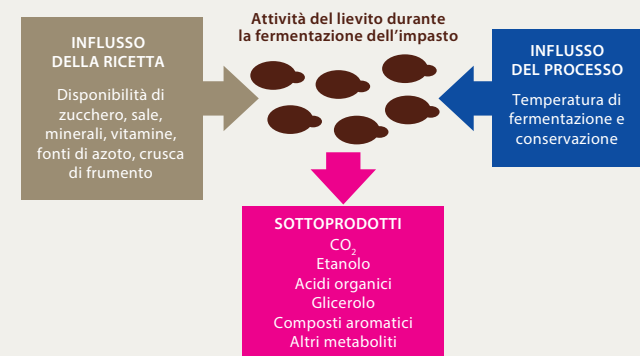 Attività del lievito durante
la fermentazione dell’impasto
INFLUSSO
DELLA RICETTA
Disponibilità di
zucchero, sale,
minerali, vitamine,
fonti di azoto, crusca
di frumento
INFLUSSO
DEL PROCESSO
Temperatura di
fermentazione e
conservazione
SOTTOPRODOTTI
CO₂
Etanolo
Acidi organici
Glicerolo
Composti aromatici
Altri metaboliti